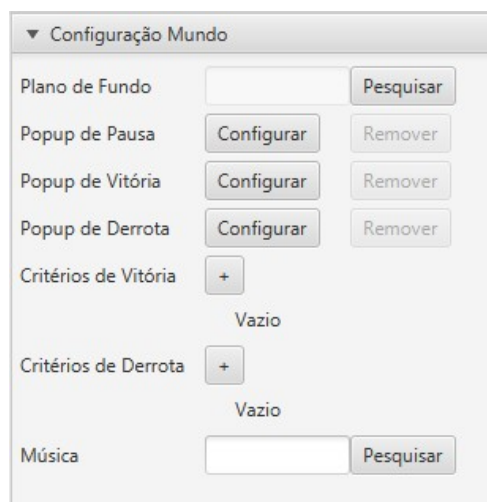 ▼ Configuração Mundo
Plano de Fundo Pesquisar
Popup de Pausa Configurar Remover
Popup de Vitória Configurar Remover
Popup de Derrota Configurar Remover
Critérios de Vitória +
Vazio
Critérios de Derrota +
Vazio
Música Pesquisar